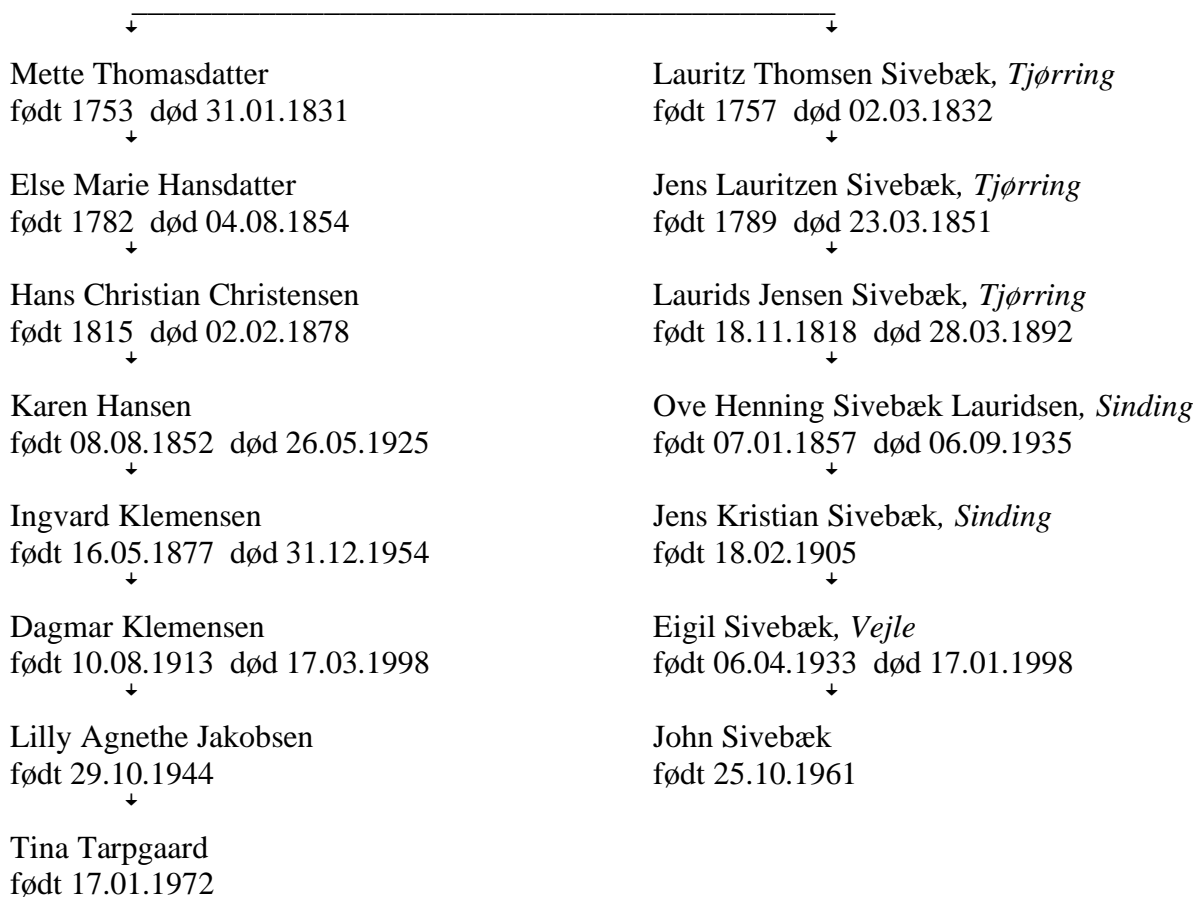 Mette Thomasdatter
født 1753 død 31.01.1831
Else Marie Hansdatter
født 1782 død 04.08.1854
Hans Christian Christensen
født 1815 død 02.02.1878
Karen Hansen
født 08.08.1852 død 26.05.1925
Ingvard Klemensen
født 16.05.1877 død 31.12.1954
Dagmar Klemensen
født 10.08.1913 død 17.03.1998
Lilly Agnethe Jakobsen
født 29.10.1944
Tina Tarpgaard
født 17.01.1972
Lauritz Thomsen Sivebæk, Tjørring
født 1757 død 02.03.1832
Jens Lauritzen Sivebæk, Tjørring
født 1789 død 23.03.1851
Laurids Jensen Sivebæk, Tjørring
født 18.11.1818 død 28.03.1892
Ove Henning Sivebæk Lauridsen, Sinding
født 07.01.1857 død 06.09.1935
Jens Kristian Sivebæk, Sinding
født 18.02.1905
Eigil Sivebæk, Vejle
født 06.04.1933 død 17.01.1998
John Sivebæk
født 25.10.1961